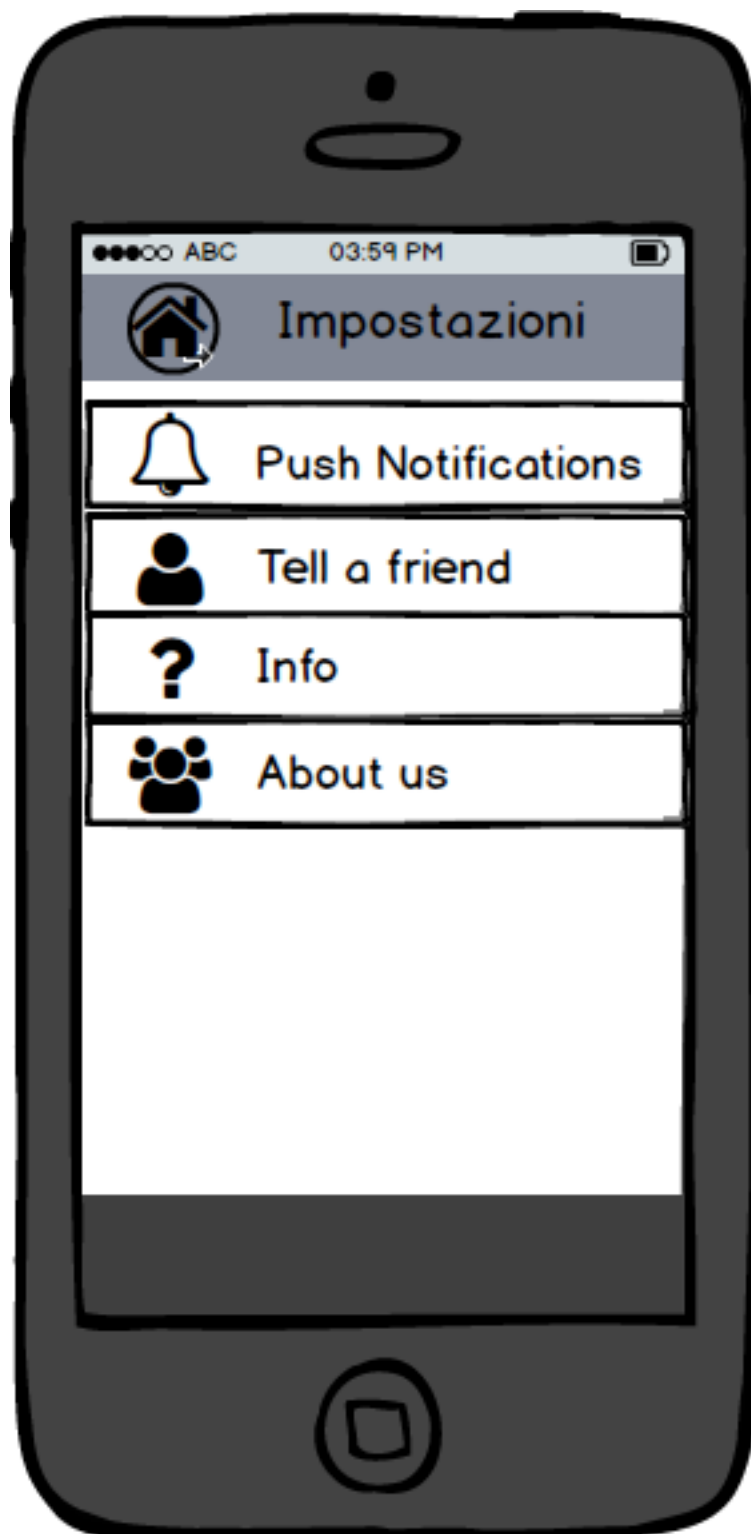 ABC 03:59 PM
Impostazioni
Push Notifications
Tell a friend
? Info
About us